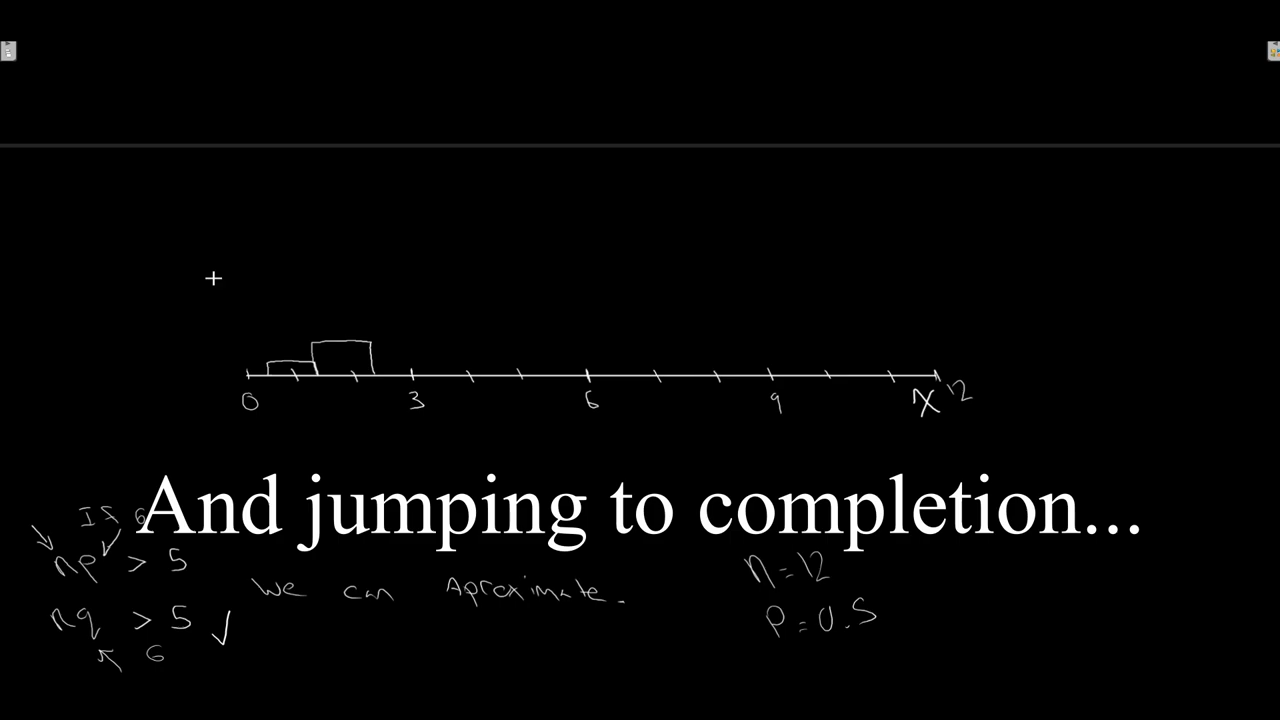 0 3 6 9 X 12
And jumping to completion...
Is 6
np > 5
n=12
We can Aproximate.
nq > 5 √
p=0.5
6